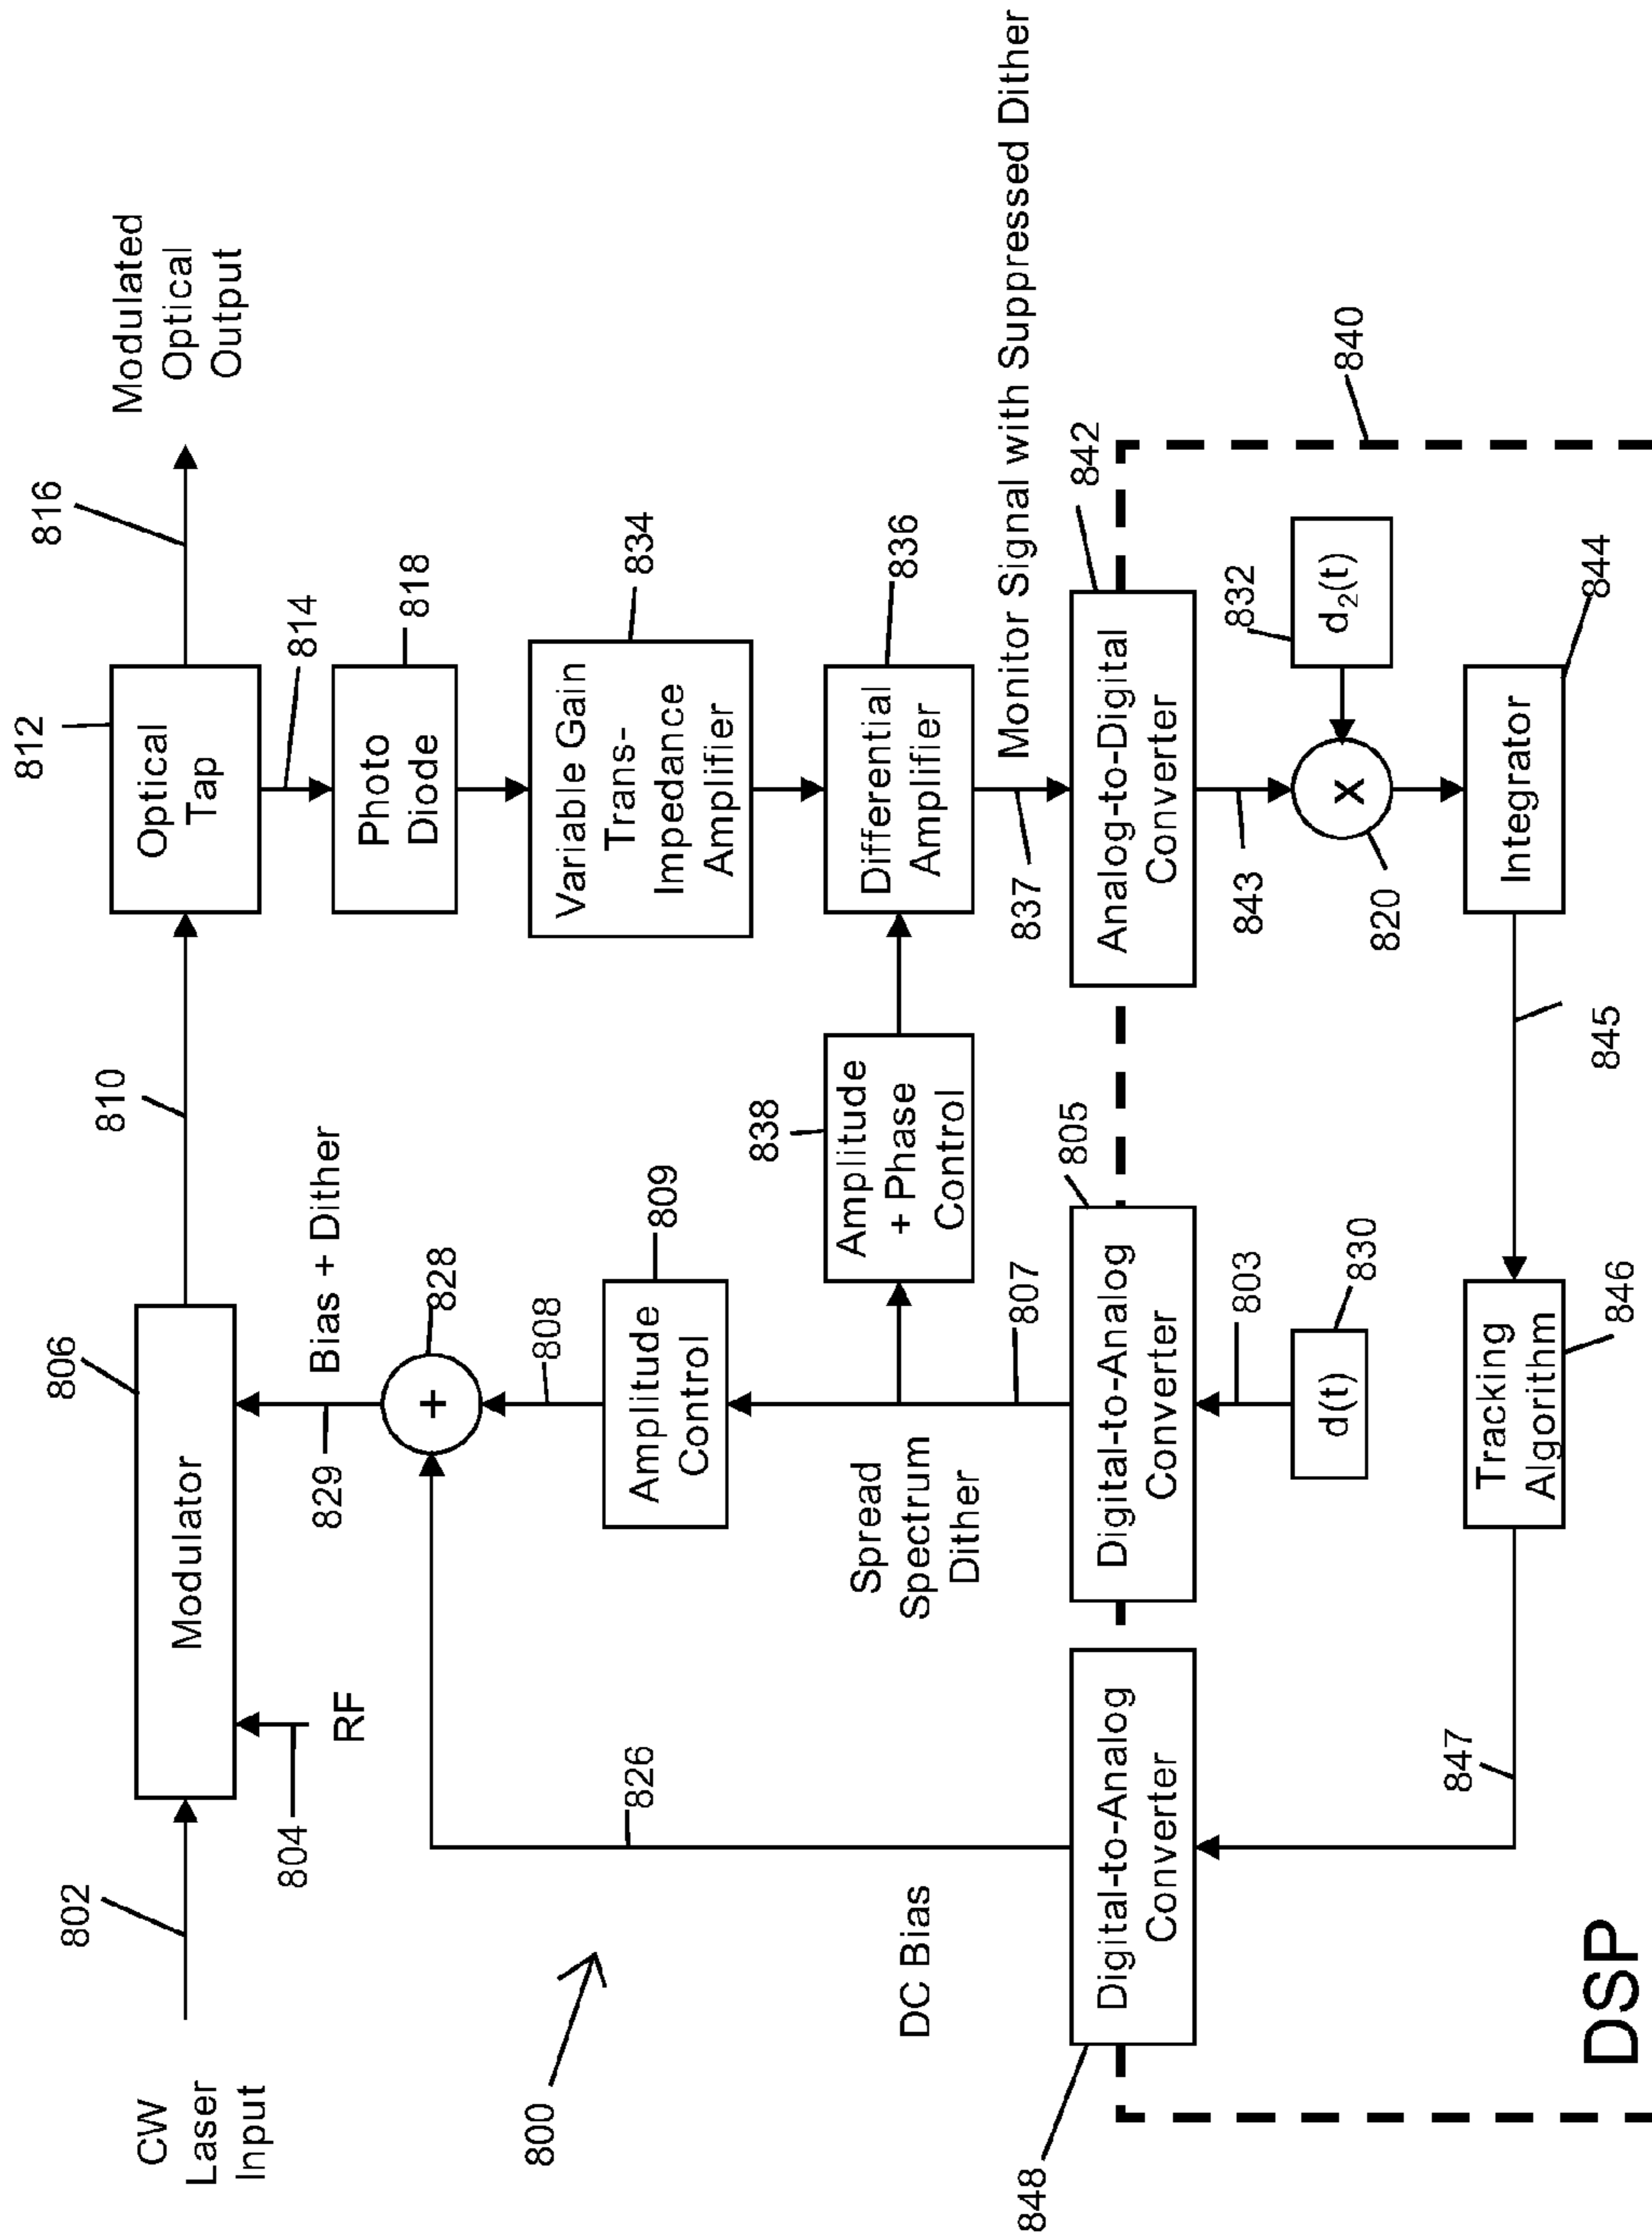 CW
Laser
Input
802
804
RF
806
Modulator
810
812
Optical
Tap
816
Modulated
Optical
Output
814
Photo
Diode
818
Bias + Dither
829
828
+
808
Amplitude
Control
809
826
800
Variable Gain
Trans-
Impedance
Amplifier
834
DC Bias
Spread
Spectrum
Dither
807
838
Amplitude
+ Phase
Control
Differential
Amplifier
836
837
Monitor Signal with Suppressed Dither
848
Digital-to-Analog
Converter
805
Digital-to-Analog
Converter
842
Analog-to-Digital
Converter
840
803
d(t)
830
843
820
x
832
d2(t)
847
Tracking
Algorithm
846
845
Integrator
844
DSP